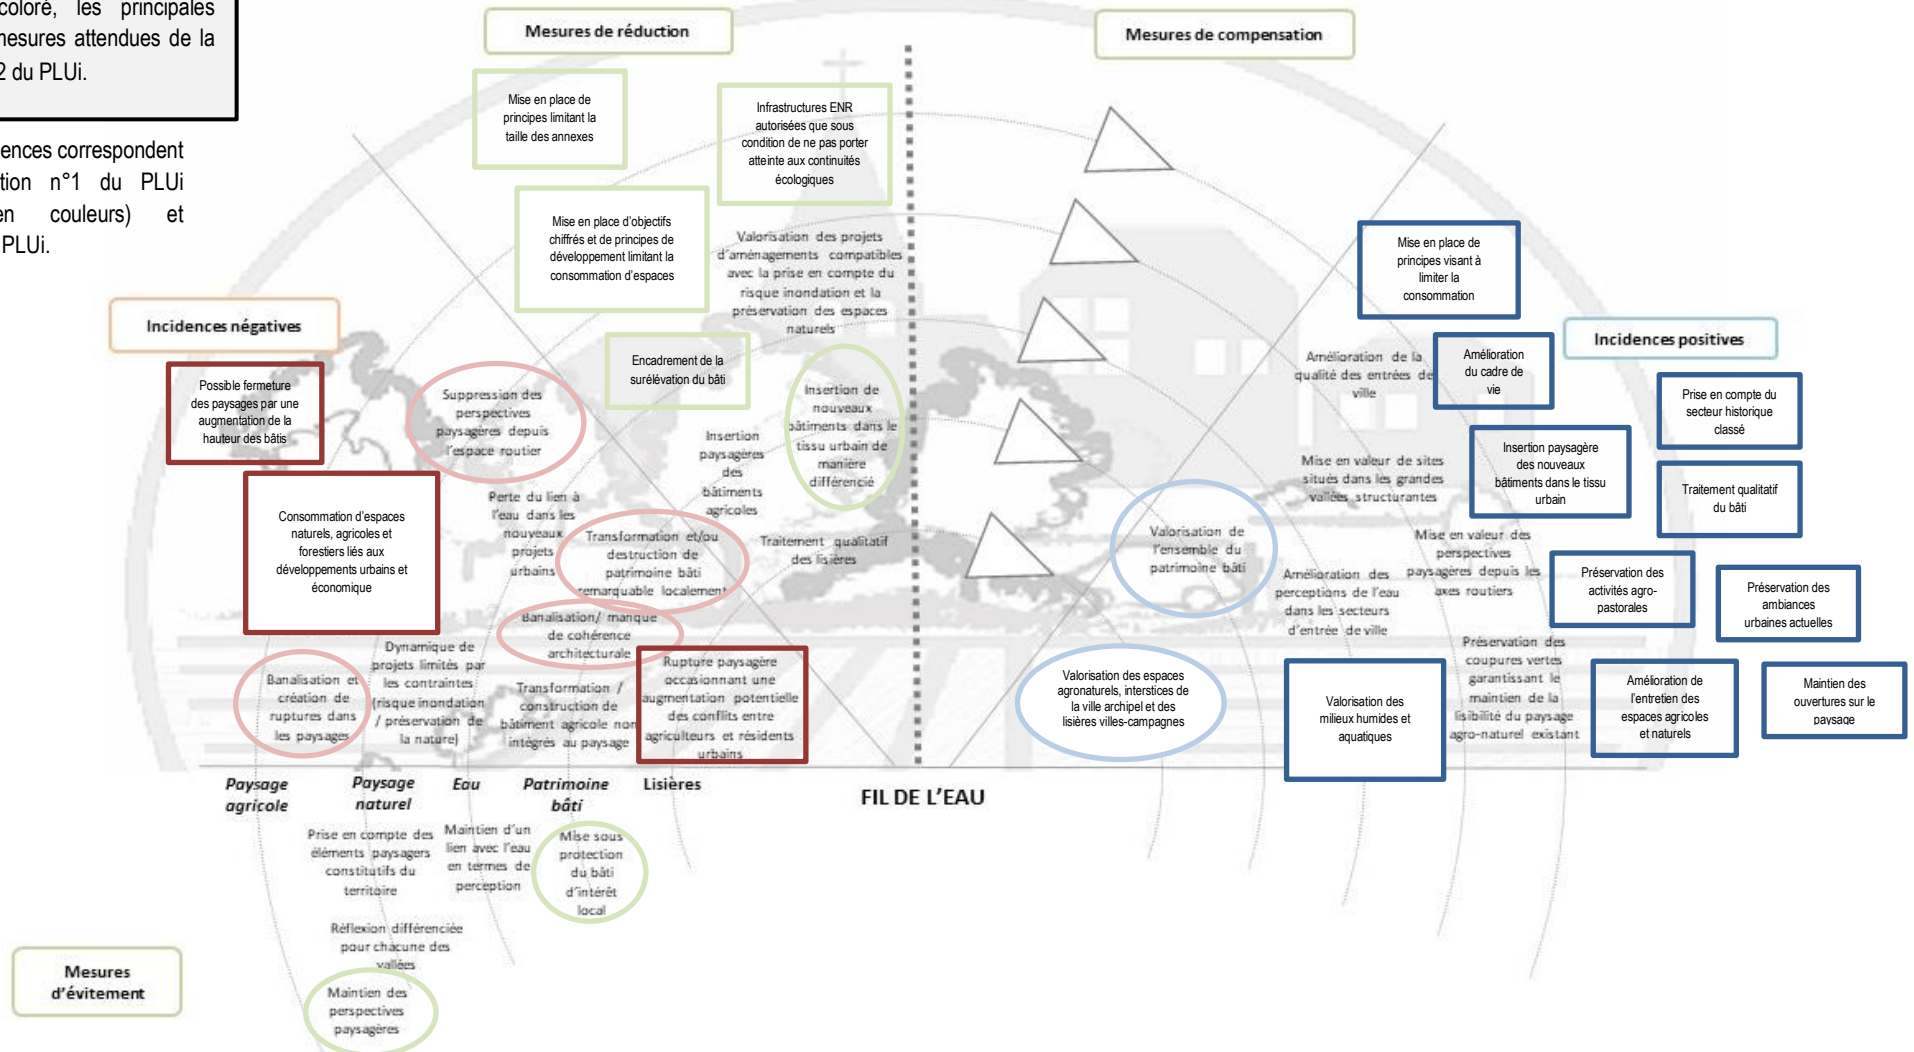 coloré, les principales
mesures attendues de la
2 du PLUi.
ences correspondent
tion n°1 du PLUi
en couleurs) et
PLUi.
Mesures de réduction
Mesures de compensation
Mise en place de
principes limitant la
taille des annexes
Infrastructures ENR
autorisées que sous
condition de ne pas porter
atteinte aux continuités
écologiques
Mise en place d'objectifs
chiffrés et de principes de
développement limitant la
consommation d'espaces
Valorisation des projets
d'aménagements compatibles
avec la prise en compte du
risque inondation et la
préservation des espaces
naturels
Mise en place de
principes visant à
limiter la
consommation
Incidences négatives
Incidences positives
Possible fermeture
des paysages par une
augmentation de la
hauteur des bâtis
Suppression des
perspectives
paysagères depuis
l'espace routier
Encadrement de la
surélévation du bâti
Insertion de
nouveaux
bâtiments dans le
tissu urbain de
manière
différencié
Amélioration de la
qualité des entrées de
ville
Amélioration
du cadre de
vie
Prise en compte du
secteur historique
classé
Insertion
paysagères
des
bâtiments
agricoles
Mise en valeur de sites
situés dans les grandes
vallées structurantes
Insertion paysagère
des nouveaux
bâtiments dans le tissu
urbain
Traitement qualitatif
du bâti
Consommation d'espaces
naturels, agricoles et
forestiers liés aux
développements urbains et
économique
Perte du lien à
l'eau dans les
nouveaux
projets
urbains
Transformation et/ou
destruction de
patrimoine bâti
remarquable localement
Traitement qualitatif
des lisières
Valorisation de
l'ensemble du
patrimoine bâti
Mise en valeur des
perspectives
paysagères depuis les
axes routiers
Amélioration des
perceptions de l'eau
dans les secteurs
d'entrée de ville
Préservation des
activités agro-
pastorales
Préservation des
ambiances
urbaines actuelles
Banalisation/ manque
de cohérence
architecturale
Banalisation et
création de
ruptures dans
les paysages
Dynamique de
projets limités par
les contraintes
(risque inondation
/ préservation de
la nature)
Transformation /
construction de
bâtiment agricole non
intégrés au paysage
Rupture paysagère
occasionnant une
augmentation potentielle
des conflits entre
agriculteurs et résidents
urbains
Valorisation des espaces
agronaturels, interstices de
la ville archipel et des
lisières villes-campagnes
Valorisation des
milieux humides et
aquatiques
Préservation des
coupures vertes
garantissant le
maintien de la
lisibilité du paysage
agro-naturel existant
Amélioration de
l'entretien des
espaces agricoles
et naturels
Maintien des
ouvertures sur le
paysage
Paysage
agricole
Paysage
naturel
Eau
Patrimoine
bâti
Lisières
FIL DE L'EAU
Prise en compte des
éléments paysagers
constitutifs du
territoire
Maintien d'un
lien avec l'eau
en termes de
perception
Mise sous
protection
du bâti
d'intérêt
local
Réflexion différenciée
pour chacune des
vallées
Mesures
d'évitement
Maintien des
perspectives
paysagères